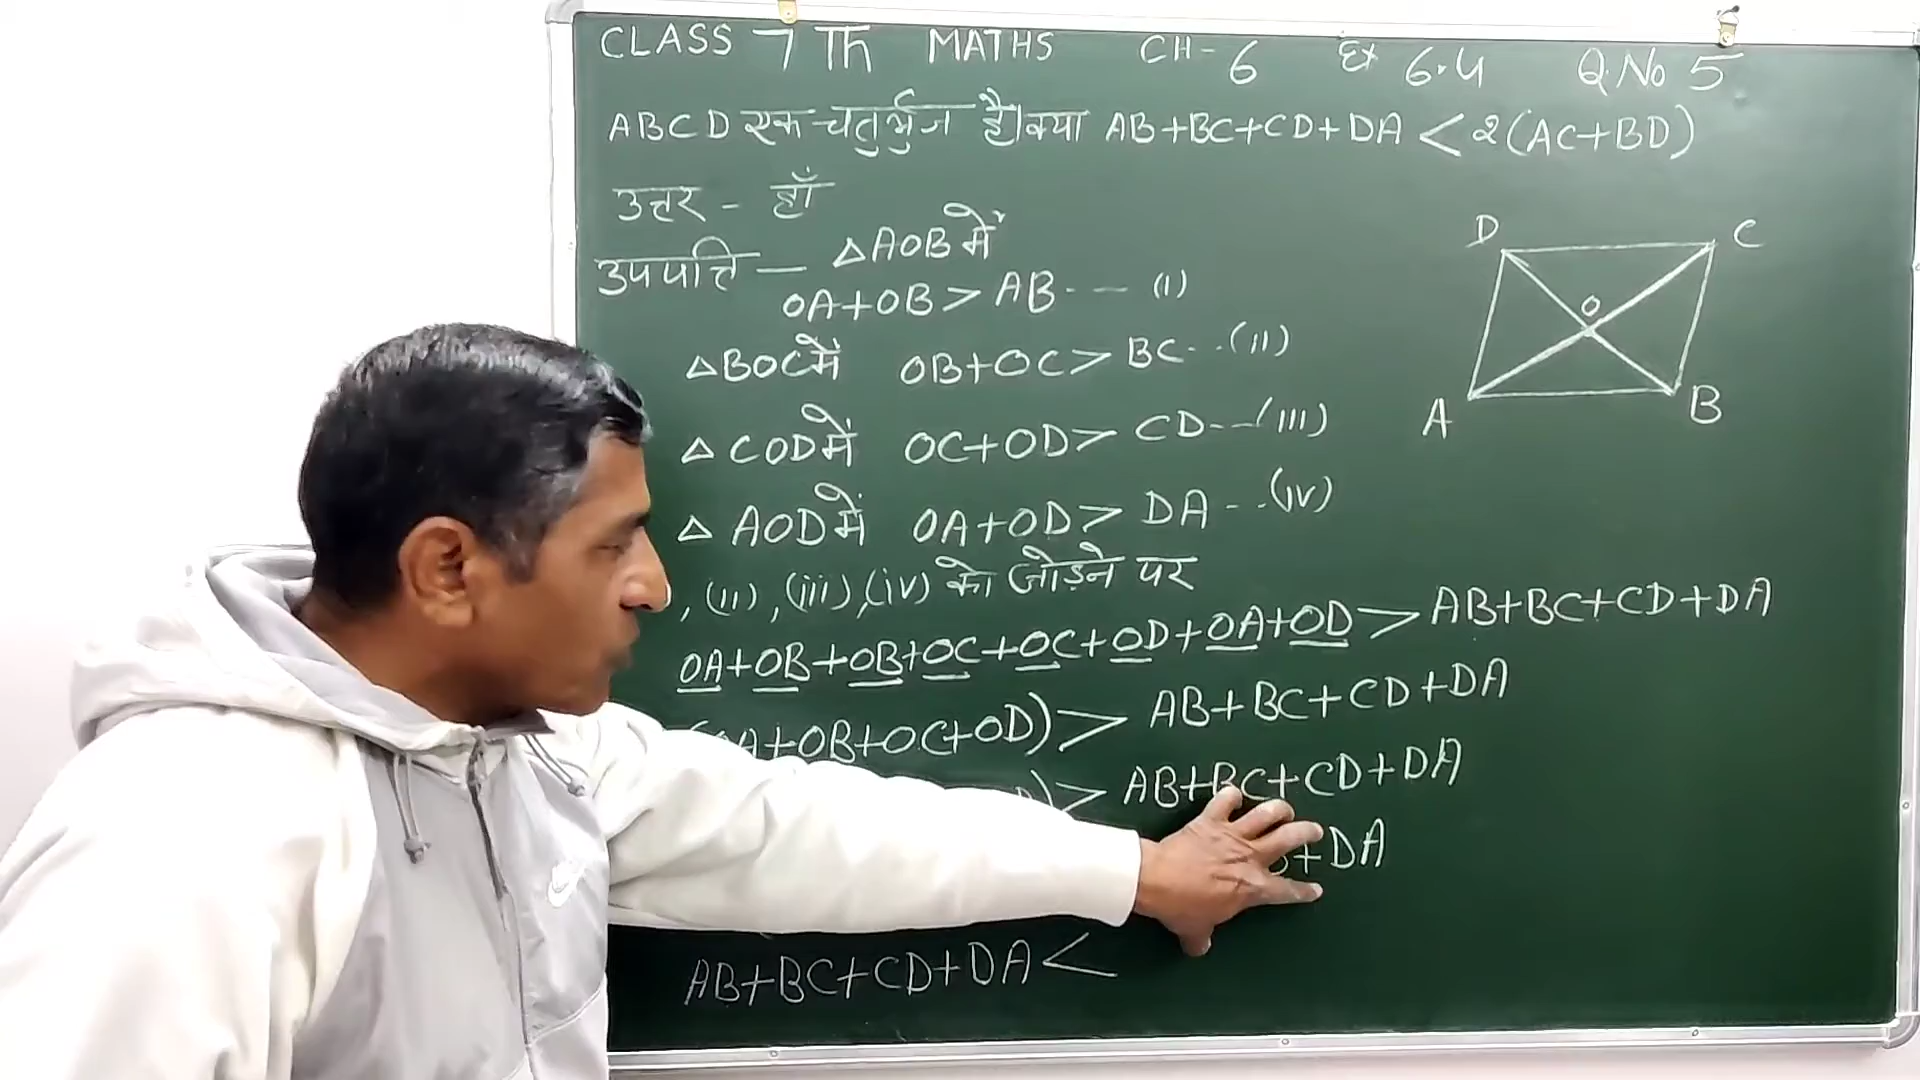 CLASS 7 Th MATHS CH-6 Ex 6.4 Q.No 5
ABCD एक चतुर्भुज है। क्या AB+BC+CD+DA < 2(AC+BD)
उत्तर - हाँ
उपपत्ति — △AOB में
OA+OB > AB --- (i)
△BOC में OB+OC > BC --- (ii)
△COD में OC+OD > CD --- (iii)
△AOD में OA+OD > DA --- (iv)
, (ii), (iii), (iv) को जोड़ने पर
OA+OB+OB+OC+OC+OD+OA+OD > AB+BC+CD+DA
A+OB+OC+OD) > AB+BC+CD+DA
) > AB+BC+CD+DA
+DA
AB+BC+CD+DA <
D C
O
A B